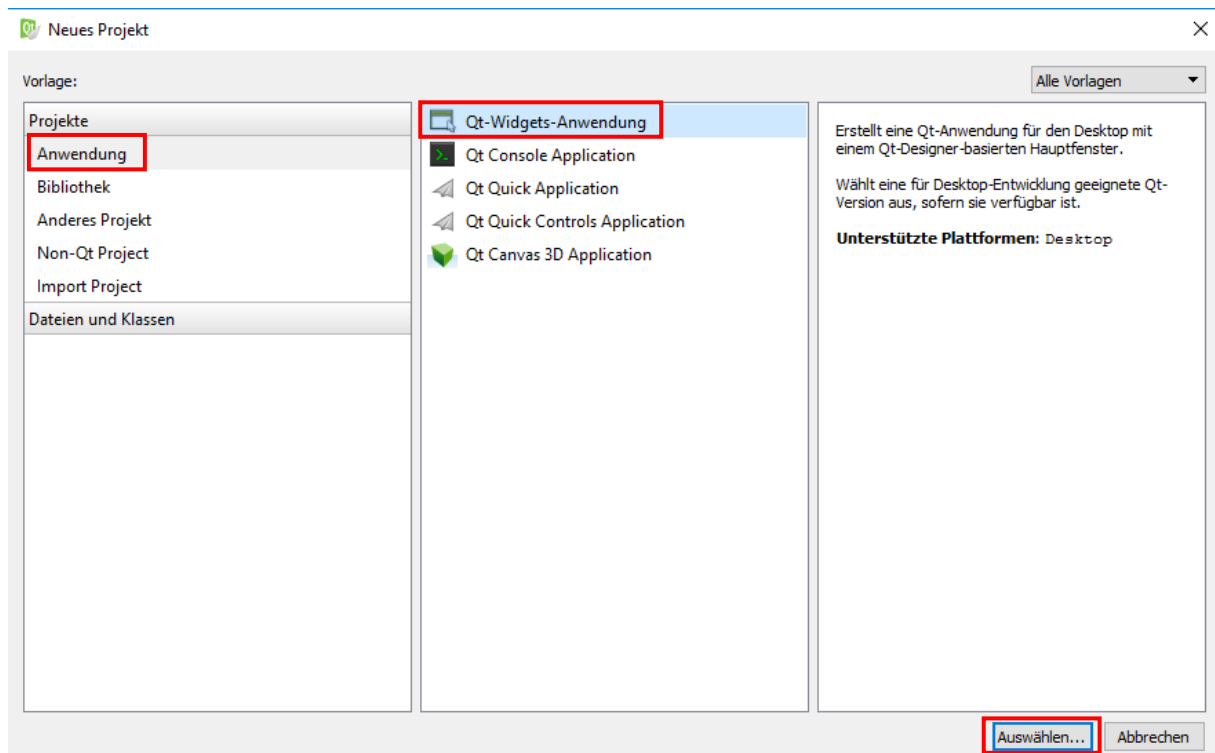 Neues Projekt
Vorlage:
Alle Vorlagen
Projekte
Anwendung
Bibliothek
Anderes Projekt
Non-Qt Project
Import Project
Dateien und Klassen
Qt-Widgets-Anwendung
Qt Console Application
Qt Quick Application
Qt Quick Controls Application
Qt Canvas 3D Application
Erstellt eine Qt-Anwendung für den Desktop mit
einem Qt-Designer-basierten Hauptfenster.
Wählt eine für Desktop-Entwicklung geeignete Qt-
Version aus, sofern sie verfügbar ist.
Unterstützte Plattformen: Desktop
Auswählen...
Abbrechen